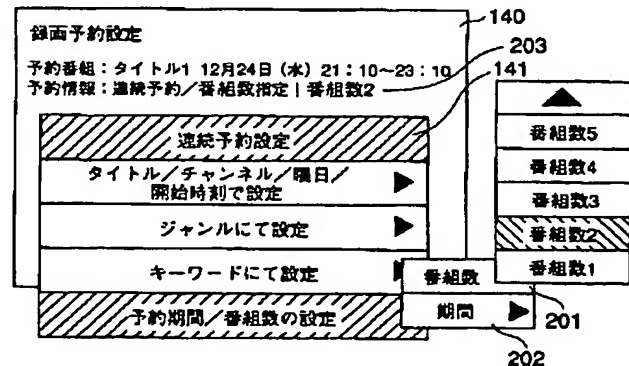 録画予約設定
予約番組：タイトル1 12月24日（水）21：10～23：10
予約情報：連続予約／番組数指定 | 番組数2
連続予約設定
タイトル／チャンネル／曜日／
開始時刻で設定
ジャンルにて設定
キーワードにて設定
予約期間／番組数の設定
番組数
期間
番組数5
番組数4
番組数3
番組数2
番組数1
140
203
141
201
202